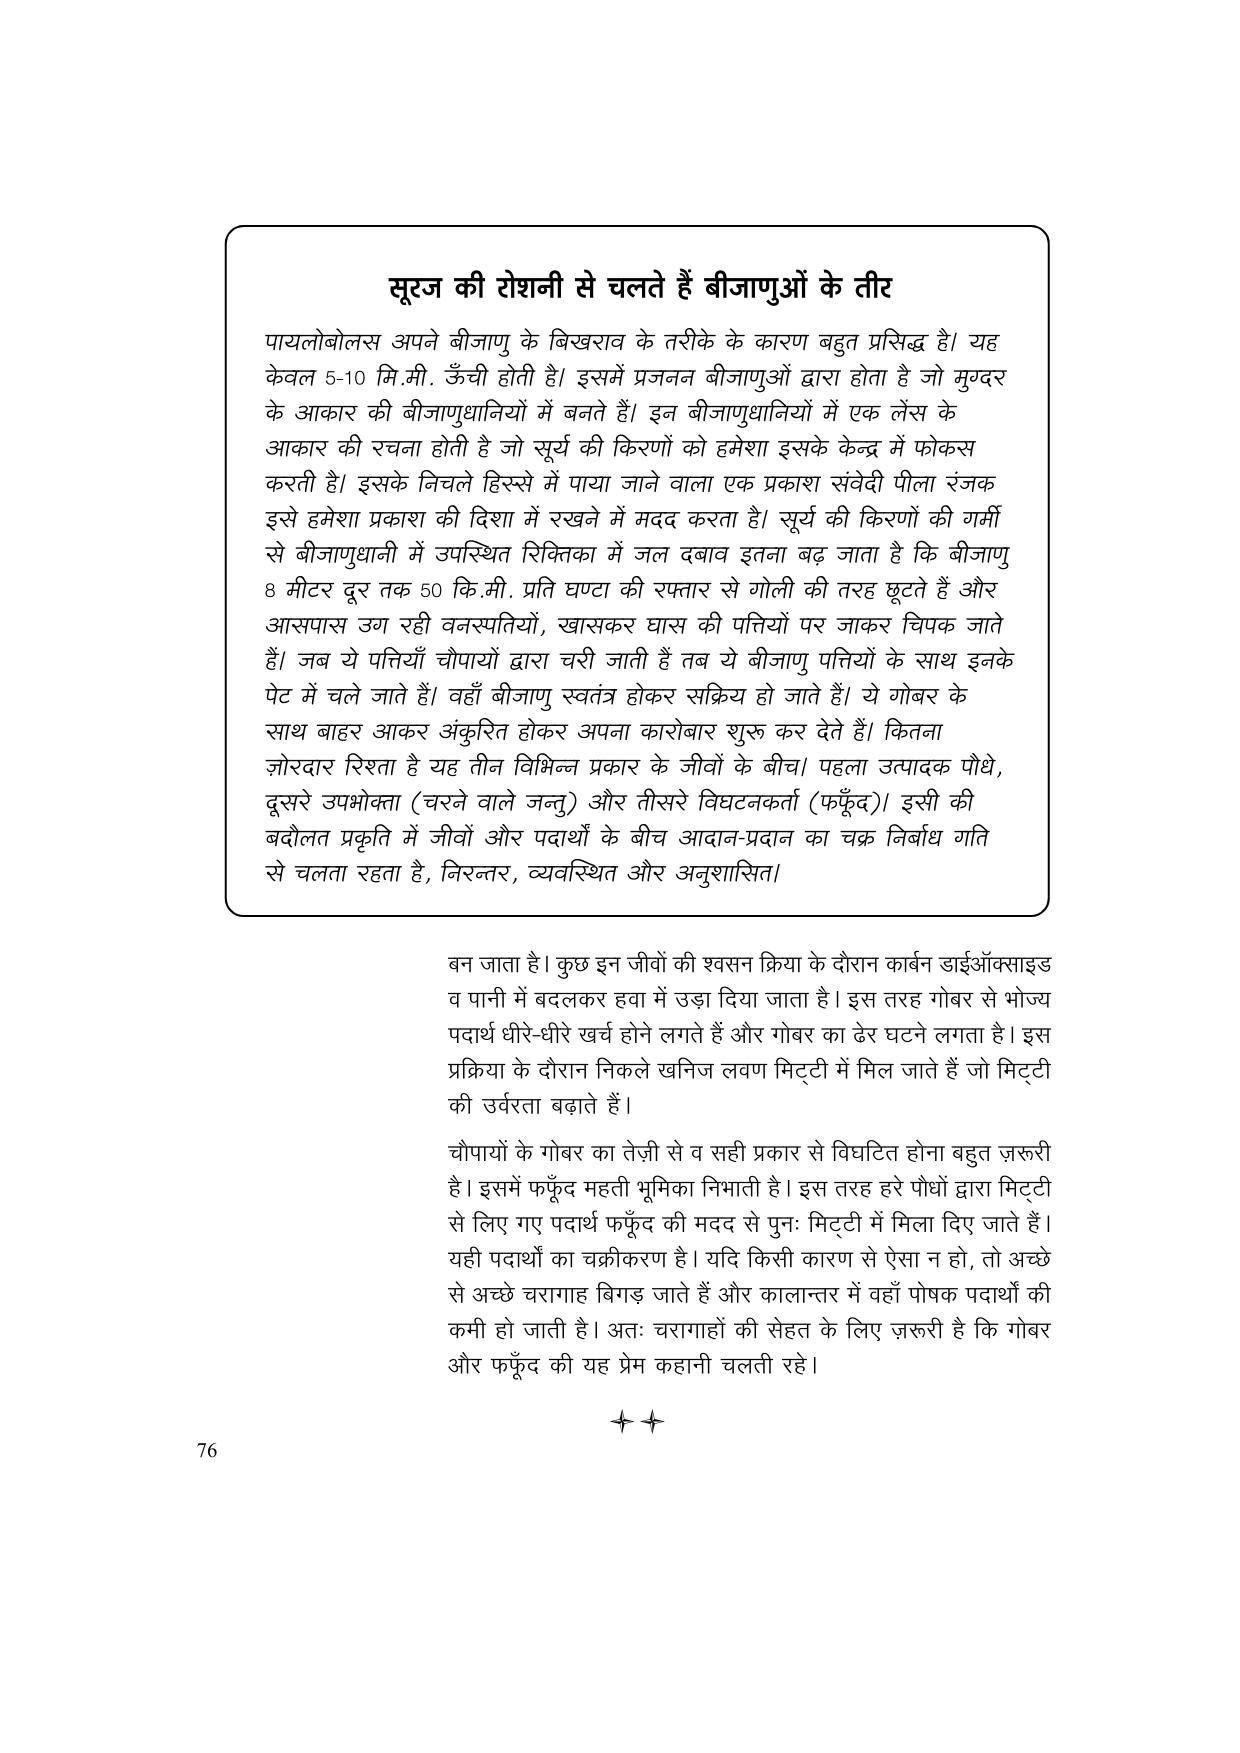 सूरज की रोशनी से चलते हैं बीजाणुओं के तीर
पायलोबोलस अपने बीजाणु के बिखराव के तरीके के कारण बहुत प्रसिद्ध है। यह
केवल 5-10 मि.मी. ऊँची होती है। इसमें प्रजनन बीजाणुओं द्वारा होता है जो मुग्दर
के आकार की बीजाणुधानियों में बनते हैं। इन बीजाणुधानियों में एक लेंस के
आकार की रचना होती है जो सूर्य की किरणों को हमेशा इसके केन्द्र में फोकस
करती है। इसके निचले हिस्से में पाया जाने वाला एक प्रकाश संवेदी पीला रंजक
इसे हमेशा प्रकाश की दिशा में रखने में मदद करता है। सूर्य की किरणों की गर्मी
से बीजाणुधानी में उपस्थित रिक्तिका में जल दबाव इतना बढ़ जाता है कि बीजाणु
8 मीटर दूर तक 50 कि.मी. प्रति घण्टा की रफ्तार से गोली की तरह छूटते हैं और
आसपास उग रही वनस्पतियों, खासकर घास की पत्तियों पर जाकर चिपक जाते
हैं। जब ये पत्तियाँ चौपायों द्वारा चरी जाती हैं तब ये बीजाणु पत्तियों के साथ इनके
पेट में चले जाते हैं। वहाँ बीजाणु स्वतंत्र होकर सक्रिय हो जाते हैं। ये गोबर के
साथ बाहर आकर अंकुरित होकर अपना कारोबार शुरू कर देते हैं। कितना
ज़ोरदार रिश्ता है यह तीन विभिन्न प्रकार के जीवों के बीच। पहला उत्पादक पौधे,
दूसरे उपभोक्ता (चरने वाले जन्तु) और तीसरे विघटनकर्ता (फफूँद)। इसी की
बदौलत प्रकृति में जीवों और पदार्थों के बीच आदान-प्रदान का चक्र निर्बाध गति
से चलता रहता है, निरन्तर, व्यवस्थित और अनुशासित।
बन जाता है। कुछ इन जीवों की श्वसन क्रिया के दौरान कार्बन डाईऑक्साइड
व पानी में बदलकर हवा में उड़ा दिया जाता है। इस तरह गोबर से भोज्य
पदार्थ धीरे-धीरे खर्च होने लगते हैं और गोबर का ढेर घटने लगता है। इस
प्रक्रिया के दौरान निकले खनिज लवण मिट्टी में मिल जाते हैं जो मिट्टी
की उर्वरता बढ़ाते हैं।
चौपायों के गोबर का तेज़ी से व सही प्रकार से विघटित होना बहुत ज़रूरी
है। इसमें फफूँद महती भूमिका निभाती है। इस तरह हरे पौधों द्वारा मिट्टी
से लिए गए पदार्थ फफूँद की मदद से पुनः मिट्टी में मिला दिए जाते हैं।
यही पदार्थों का चक्रीकरण है। यदि किसी कारण से ऐसा न हो, तो अच्छे
से अच्छे चरागाह बिगड़ जाते हैं और कालान्तर में वहाँ पोषक पदार्थों की
कमी हो जाती है। अतः चरागाहों की सेहत के लिए ज़रूरी है कि गोबर
और फफूँद की यह प्रेम कहानी चलती रहे।
76